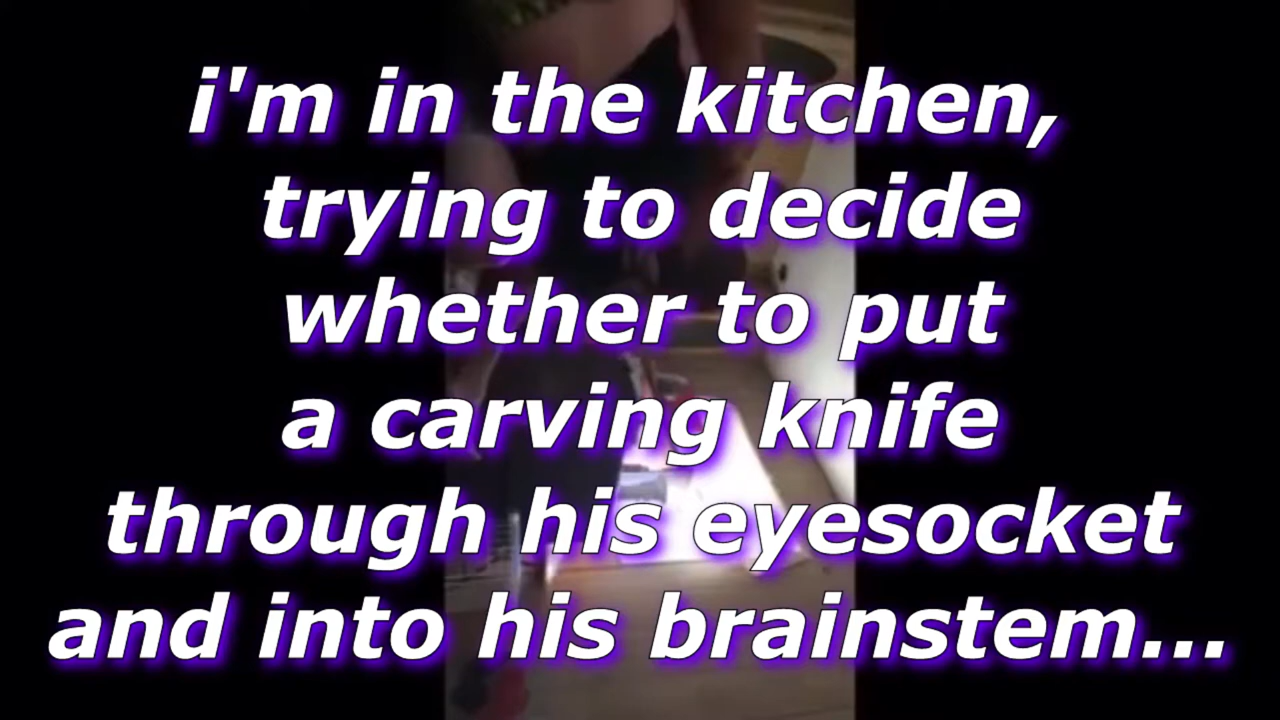 i'm in the kitchen,
trying to decide
whether to put
a carving knife
through his eyesocket
and into his brainstem...